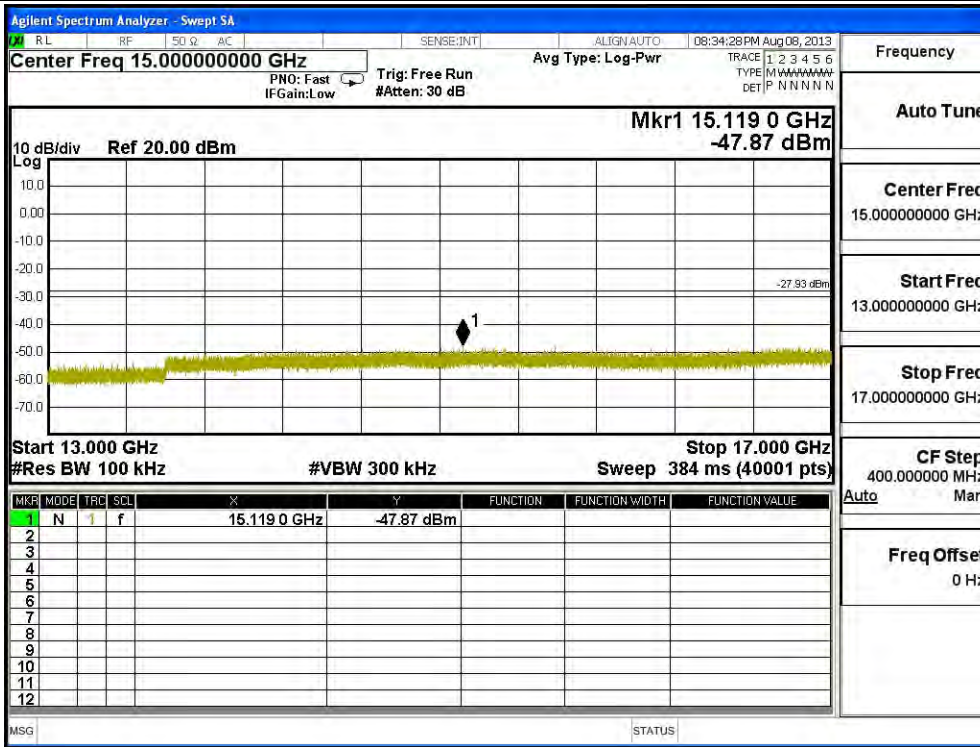 Agilent Spectrum Analyzer - Swept SA
RL RF 50 Ω AC SENSE:INT ALIGN AUTO 08:34:28 PM Aug 08, 2013
Center Freq 15.000000000 GHz
PNO: Fast
IFGain:Low
Trig: Free Run
#Atten: 30 dB
Avg Type: Log-Pwr
TRACE 1 2 3 4 5 6
TYPE M
DET P N N N N N
Mkr1 15.119 0 GHz
-47.87 dBm
10 dB/div Ref 20.00 dBm
Log
10.0
0.00
-10.0
-20.0
-27.93 dBm
-30.0
-40.0
1
-50.0
-60.0
-70.0
Start 13.000 GHz Stop 17.000 GHz
#Res BW 100 kHz #VBW 300 kHz Sweep 384 ms (40001 pts)
MKR MODE TRC SCL X Y FUNCTION FUNCTION WIDTH FUNCTION VALUE
1 N 1 f 15.119 0 GHz -47.87 dBm
2
3
4
5
6
7
8
9
10
11
12
MSG STATUS
Frequency
Auto Tune
Center Freq
15.000000000 GHz
Start Freq
13.000000000 GHz
Stop Freq
17.000000000 GHz
CF Step
400.000000 MHz
Auto Man
Freq Offset
0 Hz